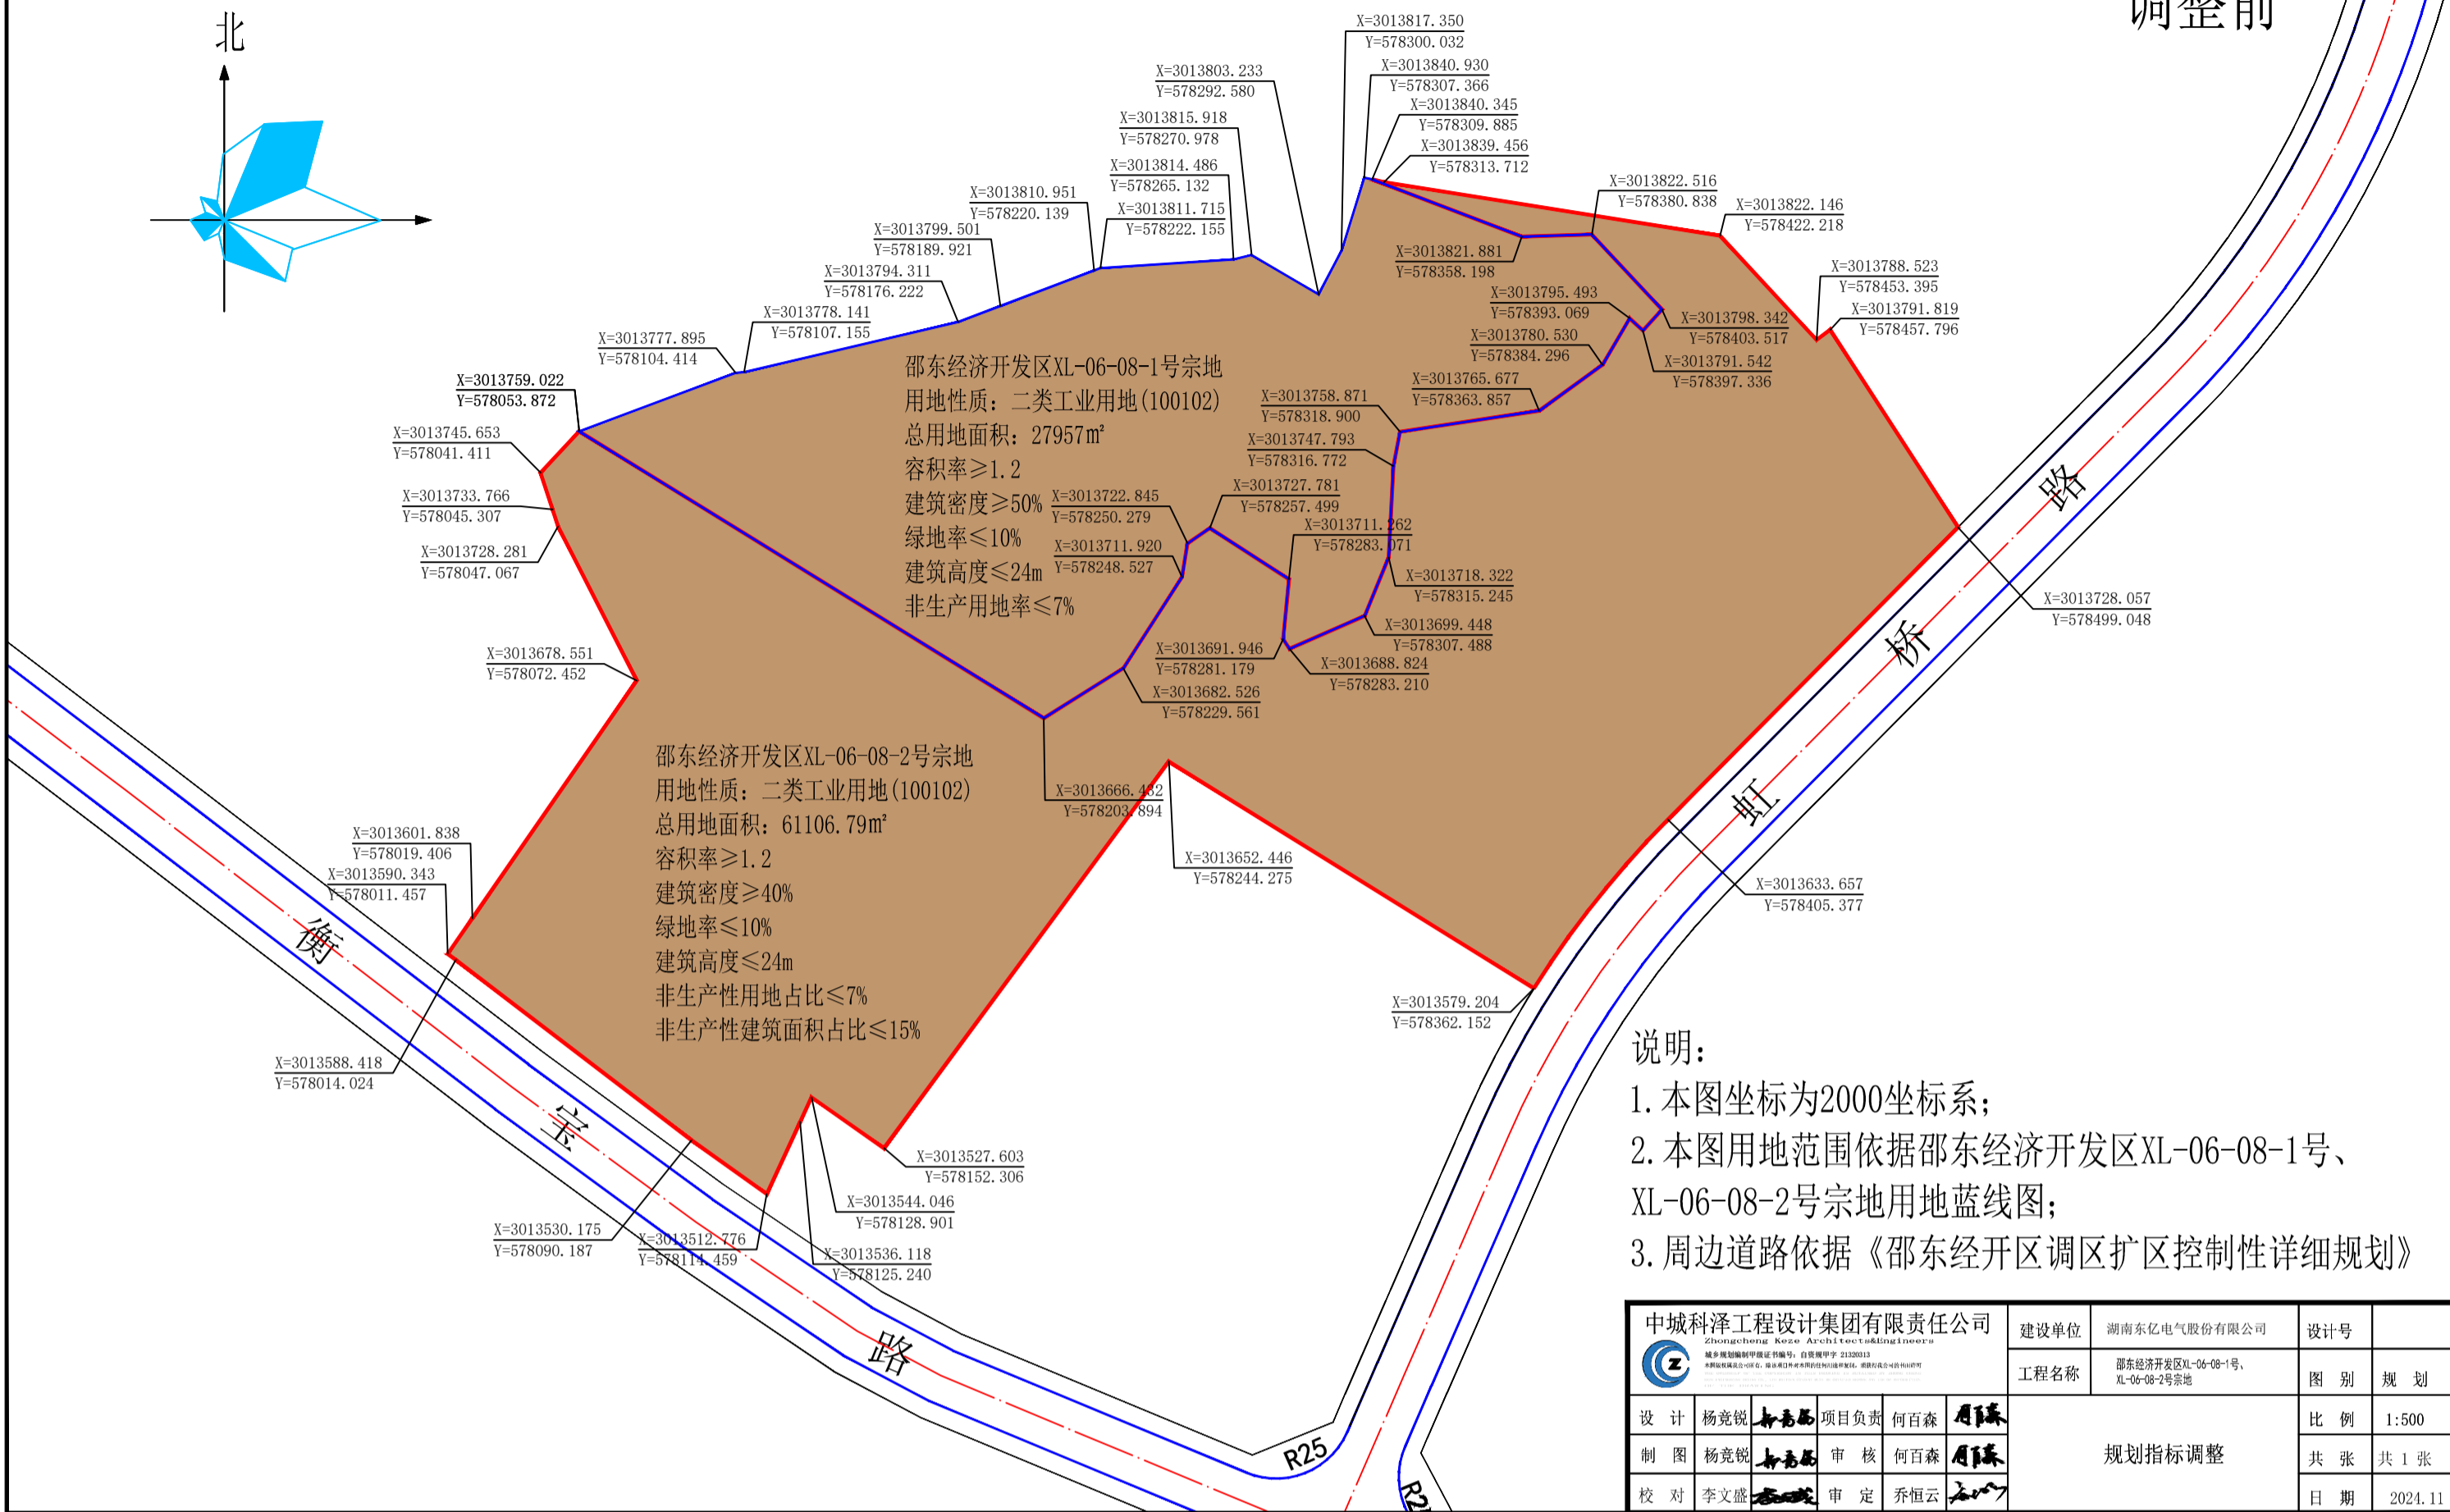 调整前
北
X=3013817.350
Y=578300.032
X=3013840.930
Y=578307.366
X=3013803.233
Y=578292.580
X=3013840.345
Y=578309.885
X=3013815.918
Y=578270.978
X=3013839.456
Y=578313.712
X=3013814.486
Y=578265.132
X=3013822.516
Y=578380.838
X=3013810.951
Y=578220.139
X=3013811.715
Y=578222.155
X=3013822.146
Y=578422.218
X=3013799.501
Y=578189.921
X=3013821.881
Y=578358.198
X=3013788.523
Y=578453.395
X=3013794.311
Y=578176.222
X=3013795.493
Y=578393.069
X=3013791.819
Y=578457.796
X=3013778.141
Y=578107.155
X=3013798.342
Y=578403.517
X=3013777.895
Y=578104.414
X=3013780.530
Y=578384.296
X=3013791.542
Y=578397.336
X=3013759.022
Y=578053.872
X=3013765.677
Y=578363.857
X=3013758.871
Y=578318.900
X=3013745.653
Y=578041.411
X=3013747.793
Y=578316.772
邵东经济开发区XL-06-08-1号宗地
用地性质：二类工业用地(100102)
总用地面积：27957㎡
容积率≥1.2
建筑密度≥50%
绿地率≤10%
建筑高度≤24m
非生产用地率≤7%
X=3013733.766
Y=578045.307
X=3013722.845
Y=578250.279
X=3013727.781
Y=578257.499
X=3013711.262
Y=578283.071
X=3013728.281
Y=578047.067
X=3013711.920
Y=578248.527
X=3013718.322
Y=578315.245
X=3013728.057
Y=578499.048
X=3013699.448
Y=578307.488
X=3013678.551
Y=578072.452
X=3013691.946
Y=578281.179
X=3013688.824
Y=578283.210
X=3013682.526
Y=578229.561
X=3013666.432
Y=578203.894
邵东经济开发区XL-06-08-2号宗地
用地性质：二类工业用地(100102)
总用地面积：61106.79㎡
容积率≥1.2
建筑密度≥40%
绿地率≤10%
建筑高度≤24m
非生产性用地占比≤7%
非生产性建筑面积占比≤15%
X=3013601.838
Y=578019.406
X=3013590.343
Y=578011.457
X=3013652.446
Y=578244.275
X=3013633.657
Y=578405.377
X=3013579.204
Y=578362.152
X=3013588.418
Y=578014.024
X=3013527.603
Y=578152.306
X=3013544.046
Y=578128.901
X=3013530.175
Y=578090.187
X=3013512.776
Y=578114.459
X=3013536.118
Y=578125.240
虹桥路
衡宝路
R25
说明：
1.本图坐标为2000坐标系；
2.本图用地范围依据邵东经济开发区XL-06-08-1号、
XL-06-08-2号宗地用地蓝线图；
3.周边道路依据《邵东经开区调区扩区控制性详细规划》
中城科泽工程设计集团有限责任公司
Zhongcheng Keze Architects&Engineers
城乡规划编制甲级证书编号：自资规甲字 21320313
建设单位 湖南东亿电气股份有限公司 设计号
工程名称 邵东经济开发区XL-06-08-1号、
XL-06-08-2号宗地
图 别 规 划
设 计 杨竞锐 项目负责 何百森
比 例 1:500
制 图 杨竞锐 审 核 何百森
规划指标调整
共 张 共 1 张
校 对 李文盛 审 定 乔恒云
日 期 2024.11